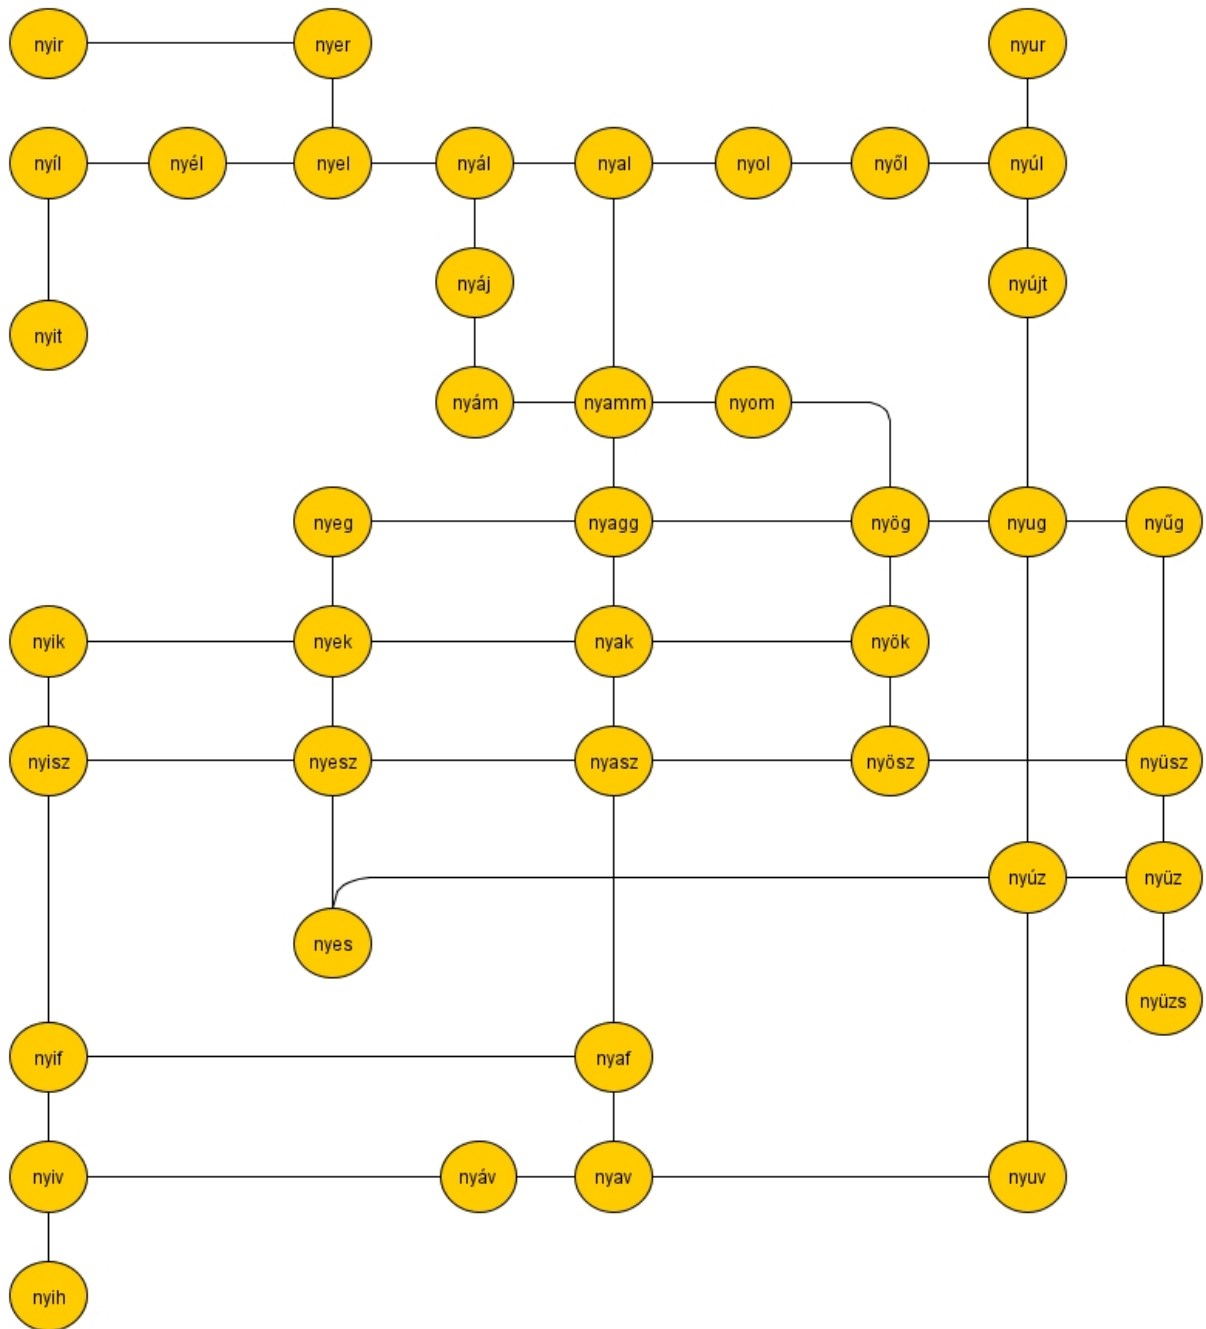 nyir nyer nyur
nyíl nyél nyel nyál nyal nyol nyől nyúl
nyáj nyújt
nyit
nyám nyamm nyom
nyeg nyagg nyög nyug nyűg
nyik nyek nyak nyök
nyisz nyesz nyasz nyösz nyüsz
nyúz nyüz
nyes
nyüzs
nyif nyaf
nyiv nyáv nyav nyuv
nyih